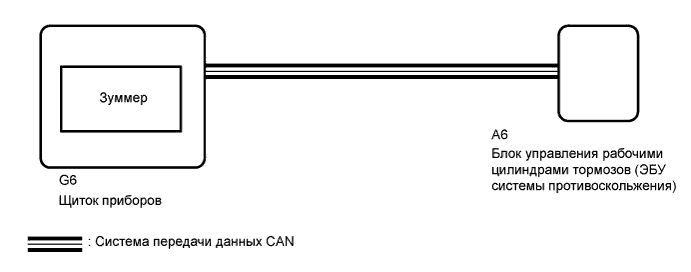 Зуммер
G6
Щиток приборов
A6
Блок управления рабочими
цилиндрами тормозов (ЭБУ
системы противоскольжения)
: Система передачи данных CAN